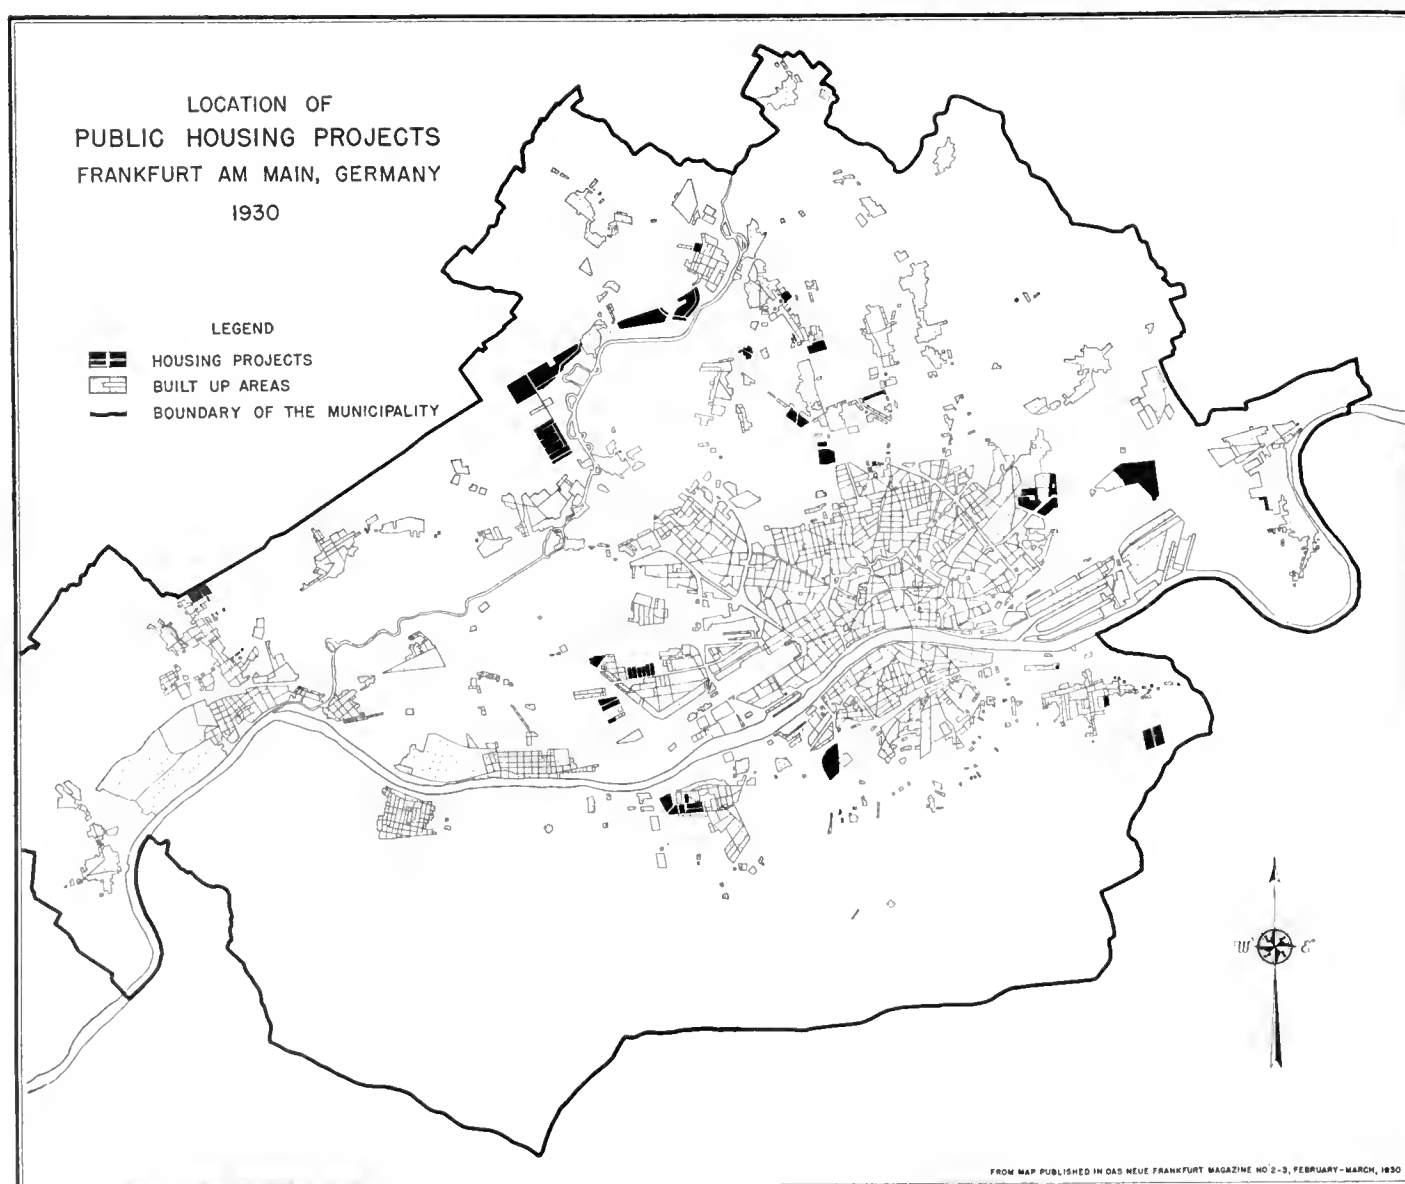 LOCATION OF
PUBLIC HOUSING PROJECTS
FRANKFURT AM MAIN, GERMANY
1930
LEGEND
HOUSING PROJECTS
BUILT UP AREAS
BOUNDARY OF THE MUNICIPALITY
W E
FROM MAP PUBLISHED IN DAS NEUE FRANKFURT MAGAZINE NO 2-3, FEBRUARY-MARCH, 1930